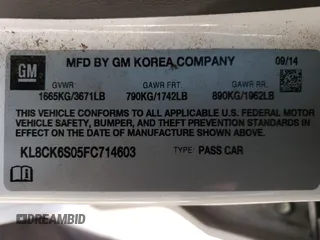 GM
MFD BY GM KOREA COMPANY 09/14
GVWR GAWR FRT GAWR RR
1665KG/3671LB 790KG/1742LB 890KG/1962LB
THIS VEHICLE CONFORMS TO ALL APPLICABLE U.S. FEDERAL MOTOR
VEHICLE SAFETY, BUMPER, AND THEFT PREVENTION STANDARDS IN
EFFECT ON THE DATE OF MANUFACTURE SHOWN ABOVE.
KL8CK6S05FC714603 TYPE: PASS CAR
RIDEAMBID